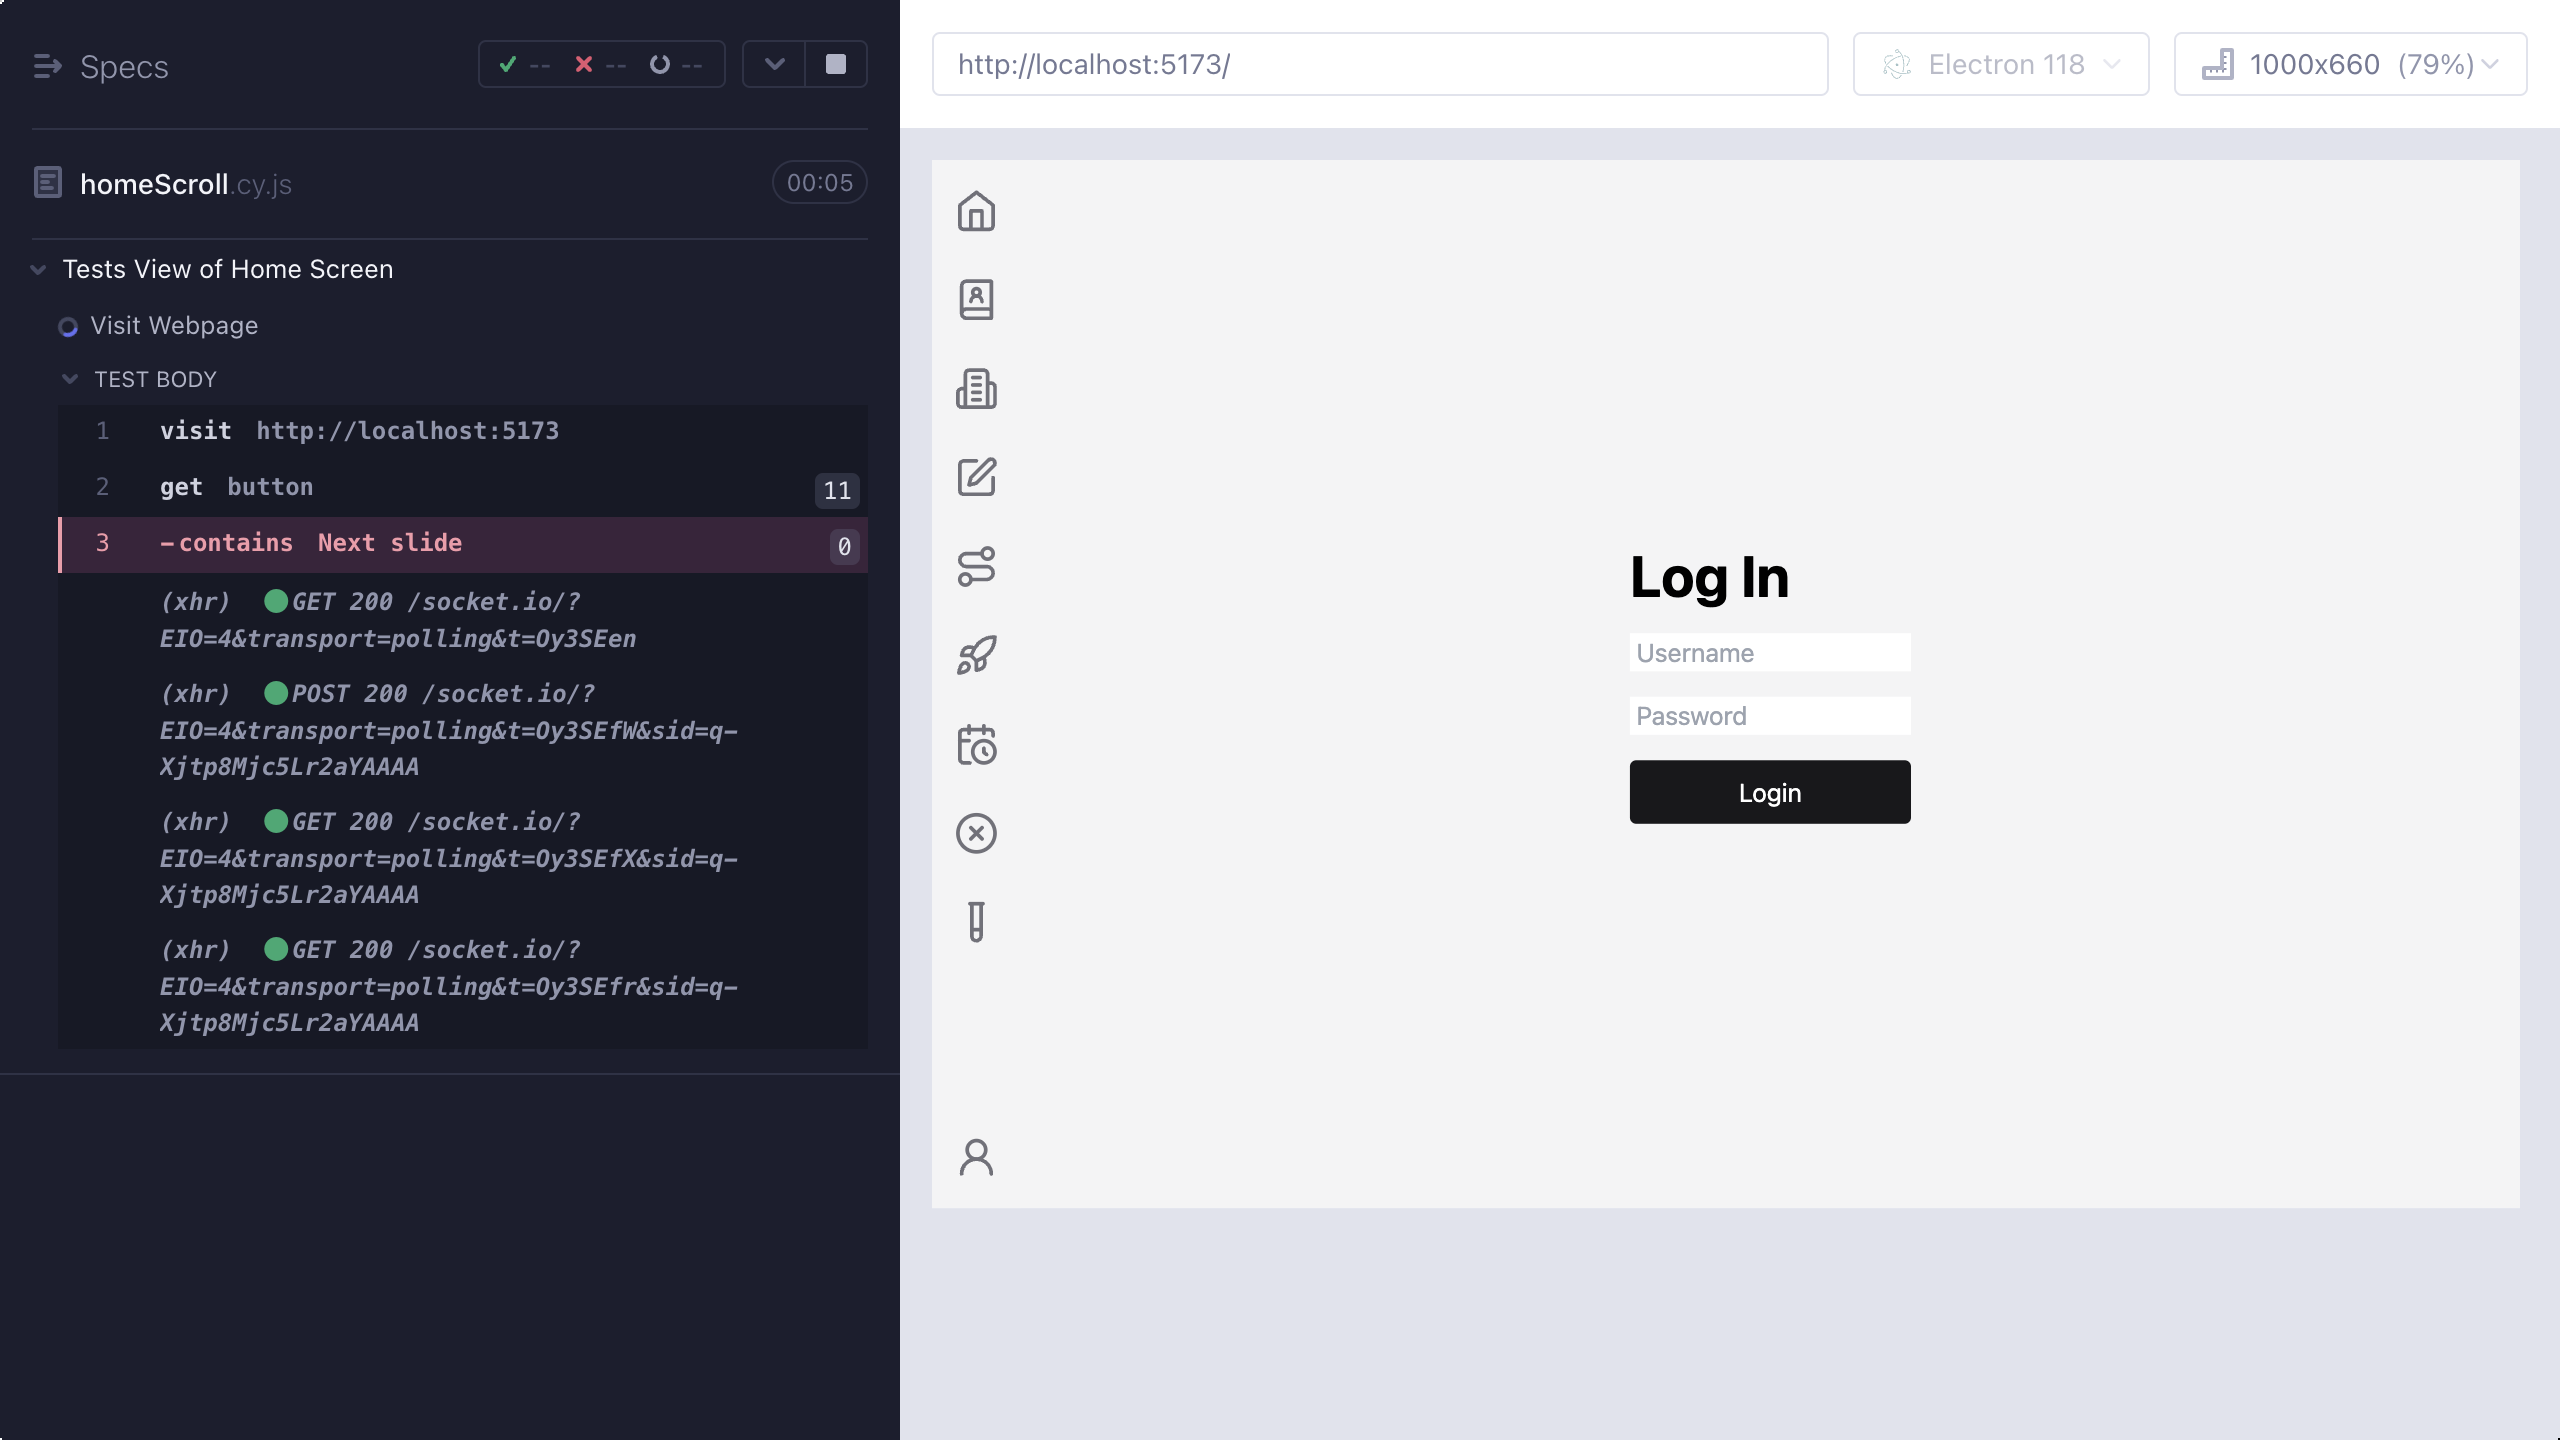 Specs
-- -- --
homeScroll.cy.js
00:05
Tests View of Home Screen
Visit Webpage
TEST BODY
1 visit http://localhost:5173
2 get button 11
3 -contains Next slide 0
(xhr) GET 200 /socket.io/?
EIO=4&transport=polling&t=Oy3SEen
(xhr) POST 200 /socket.io/?
EIO=4&transport=polling&t=Oy3SEfW&sid=q-
Xjtp8Mjc5Lr2aYAAAA
(xhr) GET 200 /socket.io/?
EIO=4&transport=polling&t=Oy3SEfX&sid=q-
Xjtp8Mjc5Lr2aYAAAA
(xhr) GET 200 /socket.io/?
EIO=4&transport=polling&t=Oy3SEfr&sid=q-
Xjtp8Mjc5Lr2aYAAAA
http://localhost:5173/
Electron 118
1000x660 (79%)
Log In
Username
Password
Login